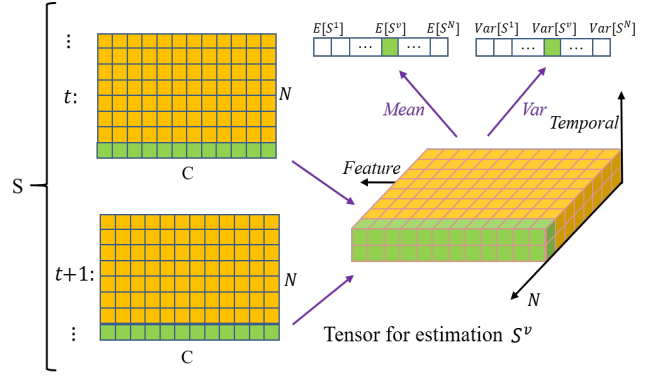 E[S¹] E[Sᵛ] E[Sᴺ] Var[S¹] Var[Sᵛ] Var[Sᴺ]
... ... ... ...
⋮
t: N
Mean Var
Temporal
C
Feature
S
t+1: N
N
⋮
C
Tensor for estimation Sᵛ